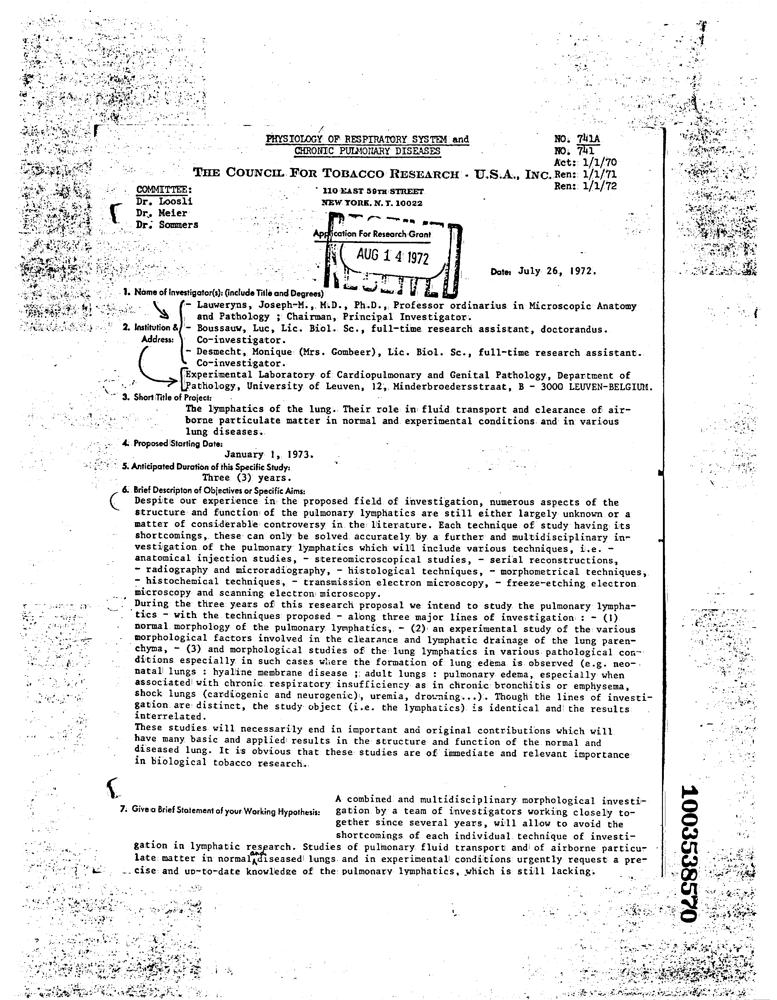 PHYSIOLOGY OF RESPIRATORY SYSTEM and
CHRONIC PULMONARY DISEASES
NO. 741A
NO. 741
Act: 1/1/70
THE COUNCIL FOR TOBACCO RESEARCH - U.S.A., INC. Ren: 1/1/71
Ren: 1/1/72
COMMITTEE:
Dr. Loosli
Dr. Meier
Dr. Sommers
110 EAST 59TH STREET
NEW YORK, N. Y. 10022
Application For Research Grant
AUG 14 1972
RECEIVED
Date: July 26, 1972.
1. Name of Investigator(s): (include Title and Degrees)
- Lauweryns, Joseph-M., M.D., Ph.D., Professor ordinarius in Microscopic Anatomy
and Pathology ; Chairman, Principal Investigator.
2. Institution & Address:
- Boussauw, Luc, Lic. Biol. Sc., full-time research assistant, doctorandus.
Co-investigator.
- Desmecht, Monique (Mrs. Gombeer), Lic. Biol. Sc., full-time research assistant.
Co-investigator.
Experimental Laboratory of Cardiopulmonary and Genital Pathology, Department of
Pathology, University of Leuven, 12, Minderbroedersstraat, B - 3000 LEUVEN-BELGIUM.
3. Short Title of Project:
The lymphatics of the lung. Their role in fluid transport and clearance of air-
borne particulate matter in normal and experimental conditions and in various
lung diseases.
4. Proposed Starting Date:
January 1, 1973.
5. Anticipated Duration of this Specific Study:
Three (3) years.
6. Brief Descripton of Objectives or Specific Aims:
Despite our experience in the proposed field of investigation, numerous aspects of the
structure and function of the pulmonary lymphatics are still either largely unknown or a
matter of considerable controversy in the literature. Each technique of study having its
shortcomings, these can only be solved accurately by a further and multidisciplinary in-
vestigation of the pulmonary lymphatics which will include various techniques, i.e. -
anatomical injection studies, - stereomicroscopical studies, - serial reconstructions,
- radiography and microradiography, - histological techniques, - morphometrical techniques,
- histochemical techniques, - transmission electron microscopy, - freeze-etching electron
microscopy and scanning electron microscopy.
During the three years of this research proposal we intend to study the pulmonary lympha-
tics - with the techniques proposed - along three major lines of investigation : - (1)
normal morphology of the pulmonary lymphatics, - (2) an experimental study of the various
morphological factors involved in the clearance and lymphatic drainage of the lung paren-
chyma, - (3) and morphological studies of the lung lymphatics in various pathological con-
ditions especially in such cases where the formation of lung edema is observed (e.g. neo-
natal lungs : hyaline membrane disease ; adult lungs : pulmonary edema, especially when
associated with chronic respiratory insufficiency as in chronic bronchitis or emphysema,
shock lungs (cardiogenic and neurogenic), uremia, drowning...). Though the lines of investi-
gation are distinct, the study object (i.e. the lymphatics) is identical and the results
interrelated.
These studies will necessarily end in important and original contributions which will
have many basic and applied results in the structure and function of the normal and
diseased lung. It is obvious that these studies are of immediate and relevant importance
in biological tobacco research.
7. Give a Brief Statement of your Working Hypothesis:
A combined and multidisciplinary morphological investi-
gation by a team of investigators working closely to-
gether since several years, will allow to avoid the
shortcomings of each individual technique of investi-
gation in lymphatic research. Studies of pulmonary fluid transport and of airborne particu-
late matter in normal and diseased lungs and in experimental conditions urgently request a pre-
cise and up-to-date knowledge of the pulmonary lymphatics, which is still lacking.
1003538570